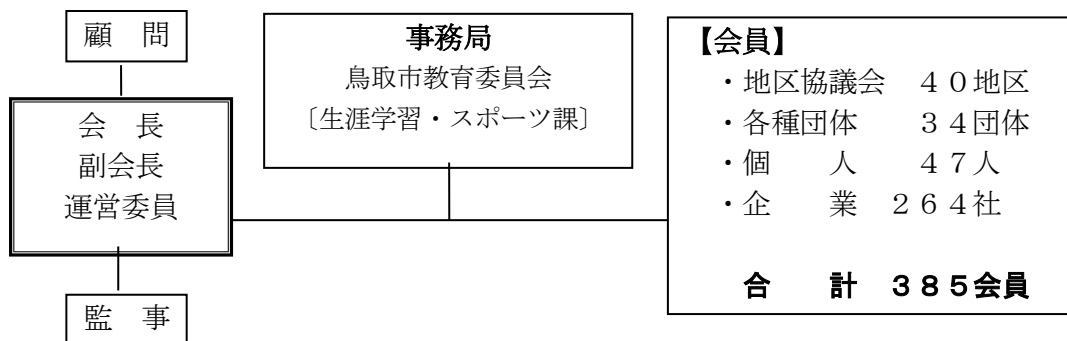 顧　問
会　長
副会長
運営委員
監　事
事務局
鳥取市教育委員会
〔生涯学習・スポーツ課〕
【会員】
・地区協議会　４０地区
・各種団体　　３４団体
・個　　人　　４７人
・企　　業　２６４社
合　　計　３８５会員